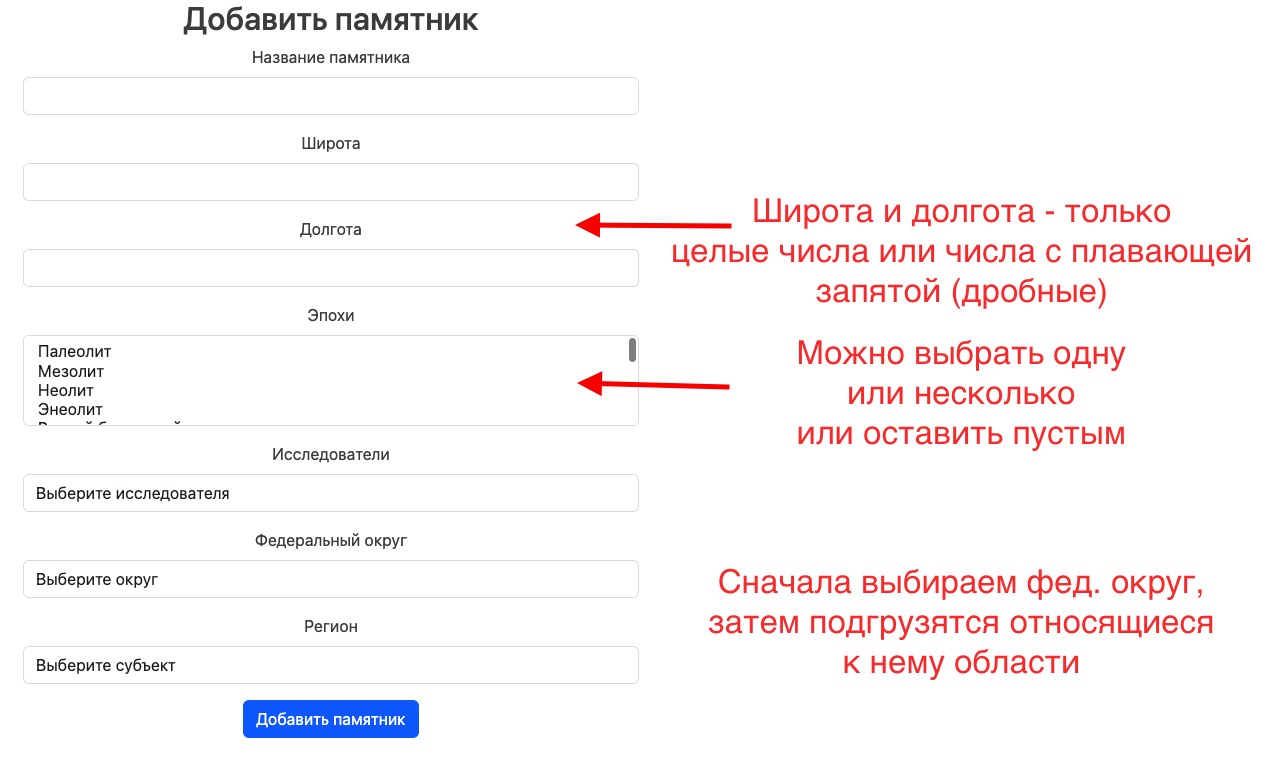 Добавить памятник
Название памятника
Широта
Долгота
Широта и долгота - только
целые числа или числа с плавающей
запятой (дробные)
Эпохи
Палеолит
Мезолит
Неолит
Энеолит
Можно выбрать одну
или несколько
или оставить пустым
Исследователи
Выберите исследователя
Федеральный округ
Выберите округ
Регион
Выберите субъект
Сначала выбираем фед. округ,
затем подгрузятся относящиеся
к нему области
Добавить памятник